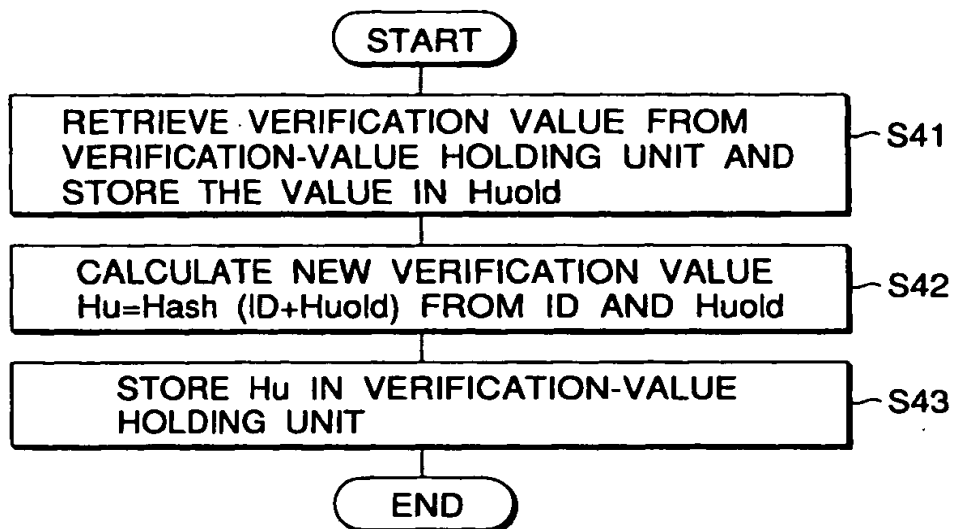 START
RETRIEVE VERIFICATION VALUE FROM
VERIFICATION-VALUE HOLDING UNIT AND
STORE THE VALUE IN Huold
S41
CALCULATE NEW VERIFICATION VALUE
Hu=Hash (ID+Huold) FROM ID AND Huold
S42
STORE Hu IN VERIFICATION-VALUE
HOLDING UNIT
S43
END